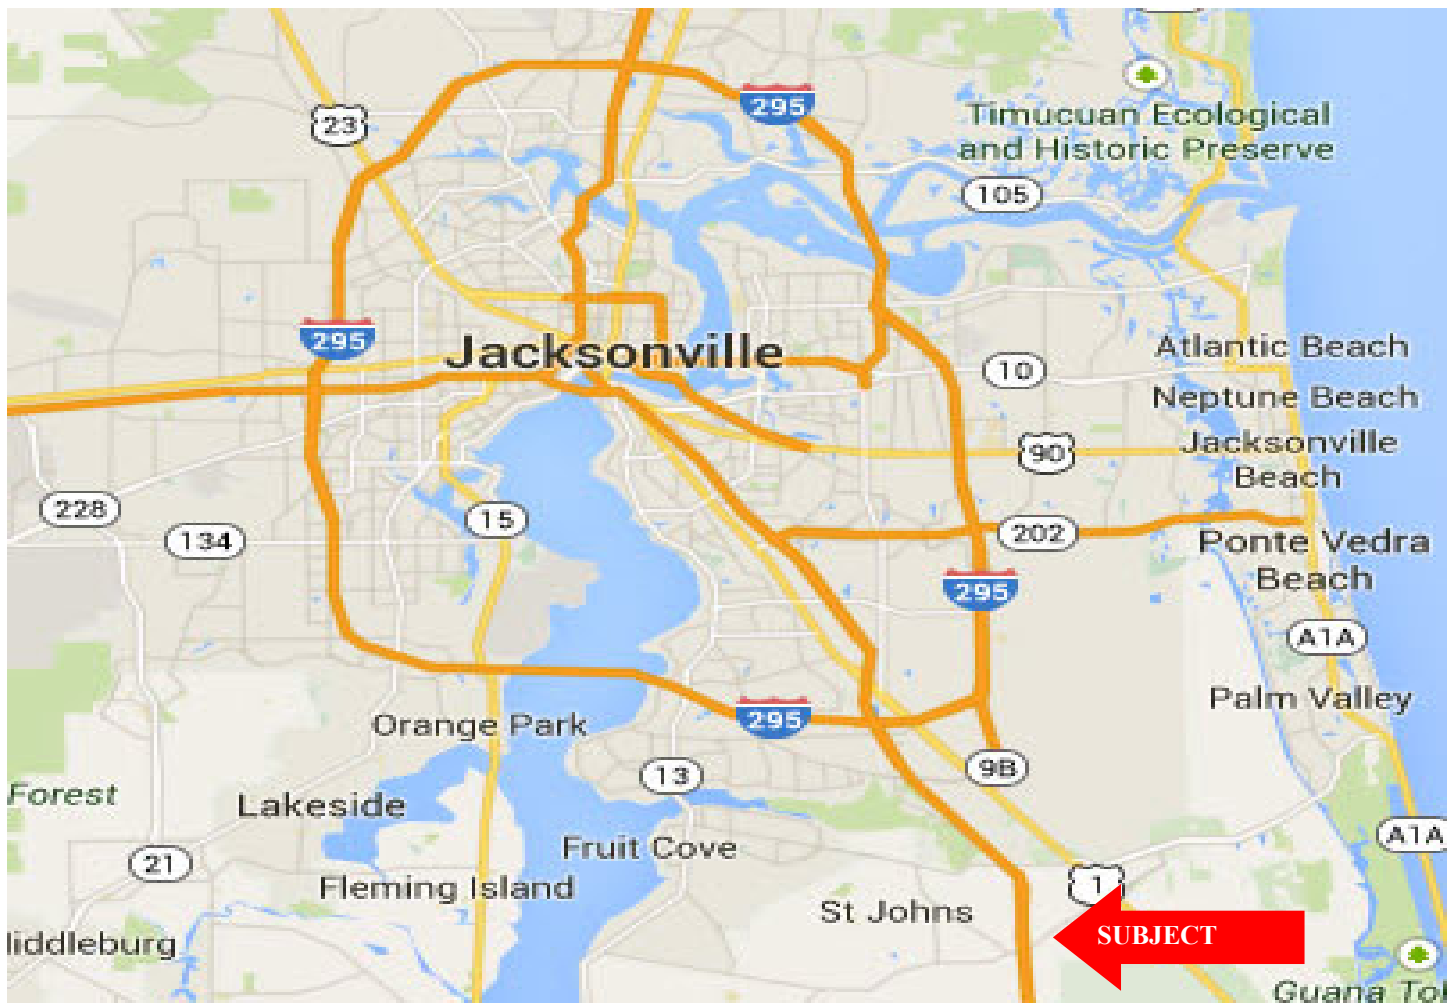 295
23
Timucuan Ecological
and Historic Preserve
105
295
Jacksonville
10
Atlantic Beach
Neptune Beach
90
Jacksonville
Beach
228
15
134
202
Ponte Vedra
Beach
295
A1A
Palm Valley
Orange Park
295
9B
13
Forest
Lakeside
A1A
21
Fruit Cove
Fleming Island
1
St Johns
SUBJECT
iddleburg
Guana To